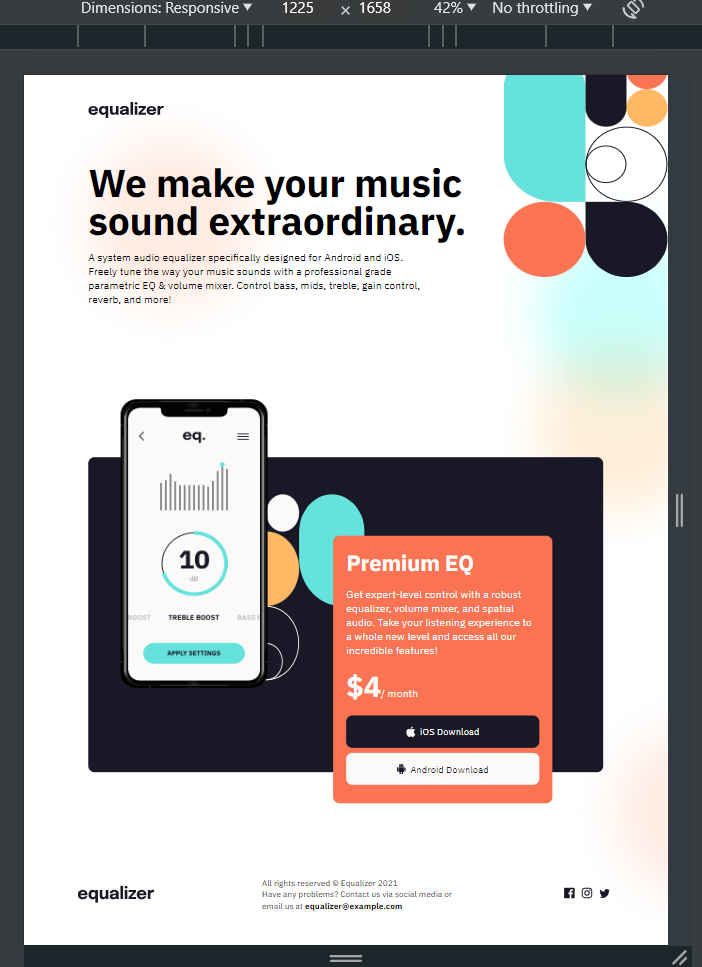 Dimensions: Responsive ▼ 1225 × 1658 42% ▼ No throttling ▼
equalizer
We make your music
sound extraordinary.
A system audio equalizer specifically designed for Android and iOS.
Freely tune the way your music sounds with a professional grade
parametric EQ & volume mixer. Control bass, mids, treble, gain control,
reverb, and more!
eq.
10
dB
BOOST TREBLE BOOST BASS
APPLY SETTINGS
Premium EQ
Get expert-level control with a robust
equalizer, volume mixer, and spatial
audio. Take your listening experience to
a whole new level and access all our
incredible features!
$4/ month
iOS Download
Android Download
equalizer
All rights reserved © Equalizer 2021
Have any problems? Contact us via social media or
email us at equalizer@example.com